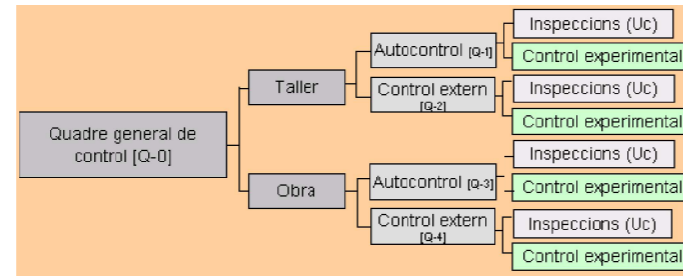 Quadre general de
control [Q-0]
Taller
Autocontrol [Q-1]
Inspeccions (Uc)
Control experimental
Control extern
[Q-2]
Inspeccions (Uc)
Control experimental
Obra
Autocontrol [Q-3]
Inspeccions (Uc)
Control experimental
Control extern
[Q-4]
Inspeccions (Uc)
Control experimental